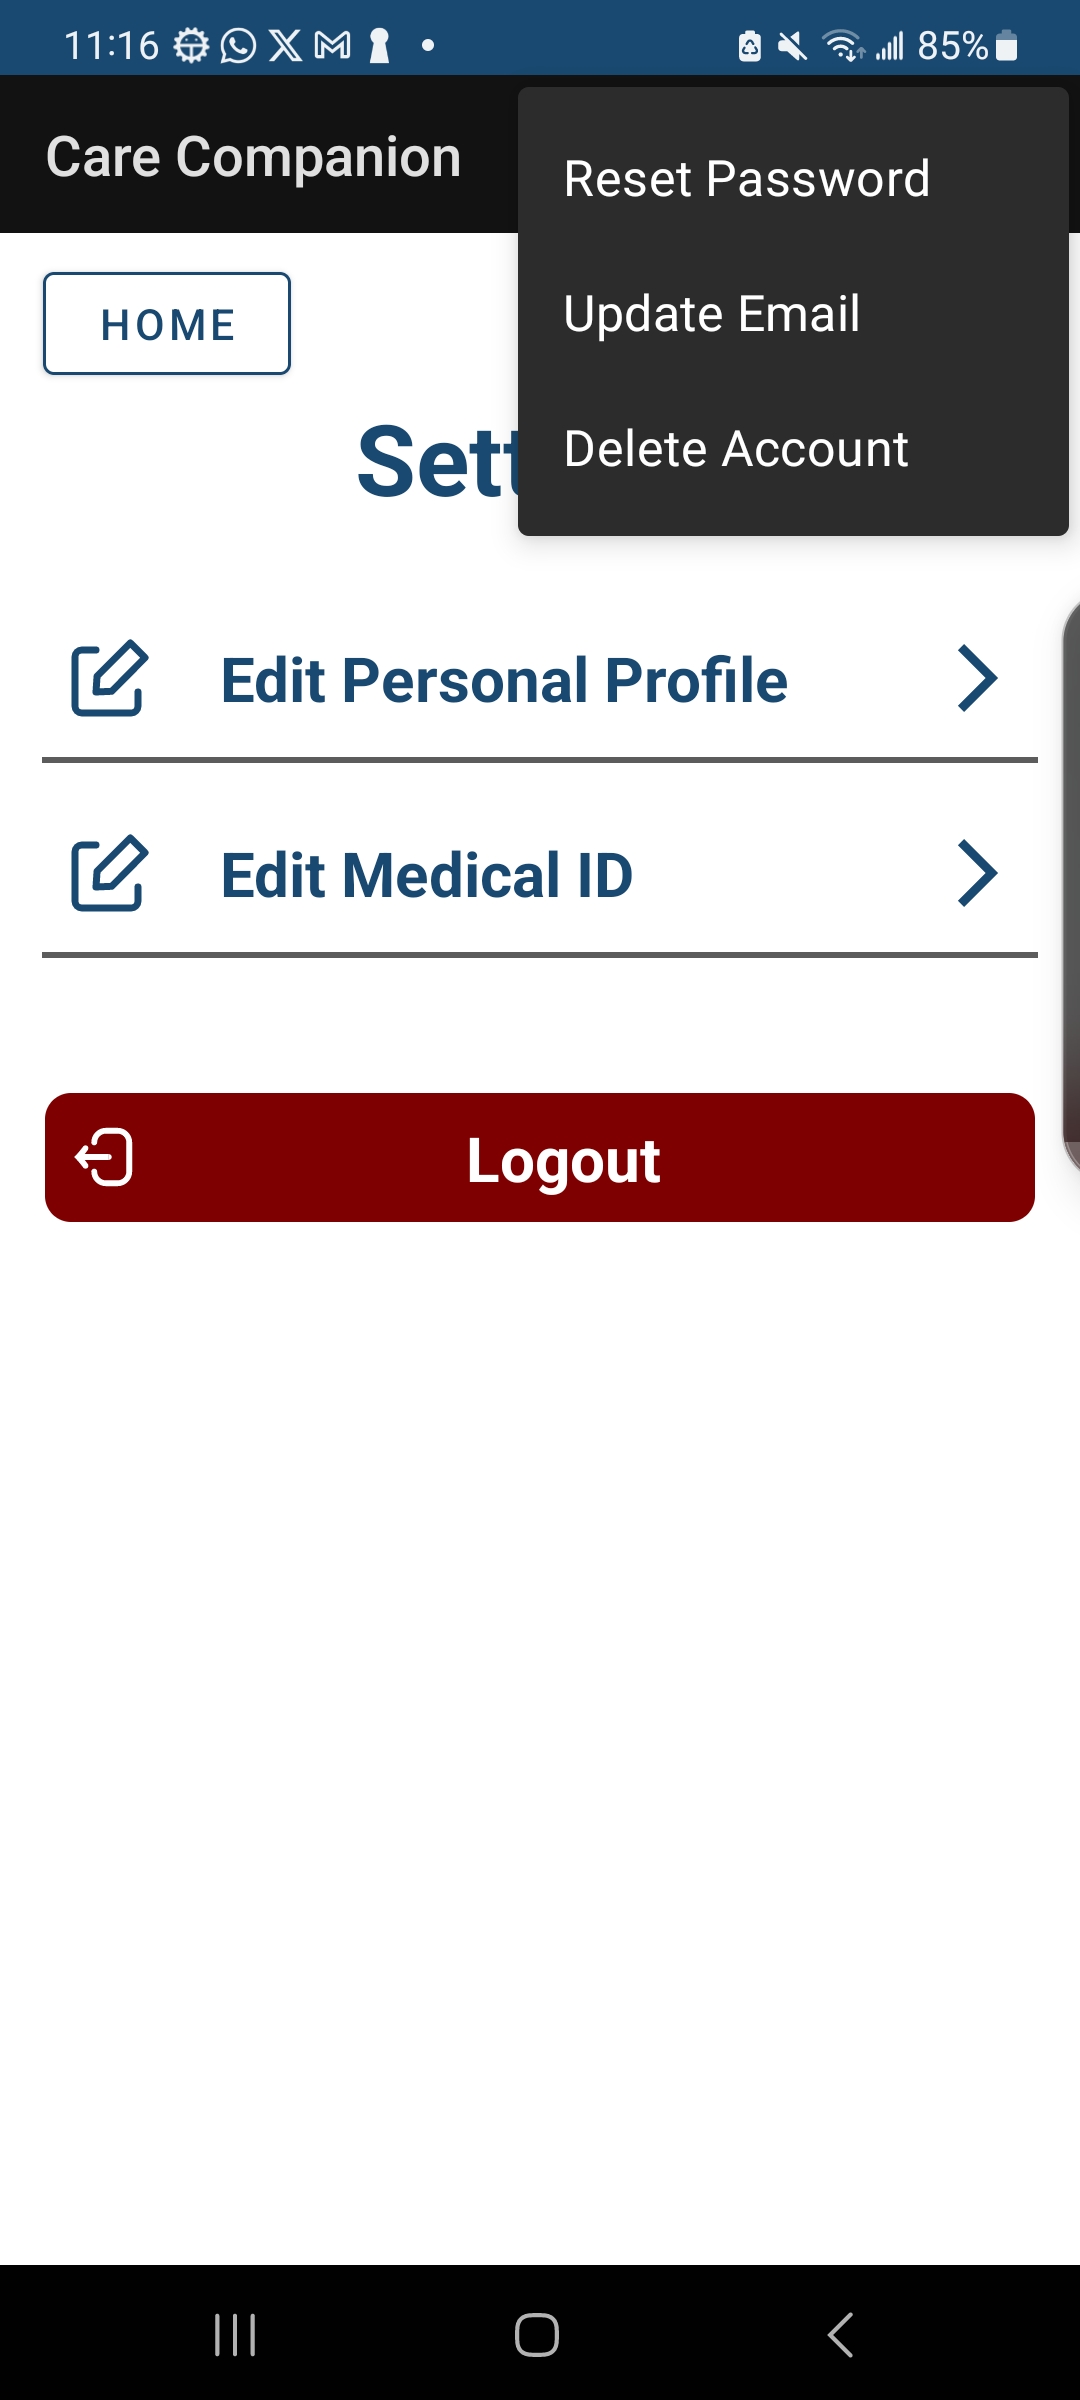 11:16 85%
Care Companion
Reset Password
Update Email
Delete Account
HOME
Sett
Edit Personal Profile
Edit Medical ID
Logout